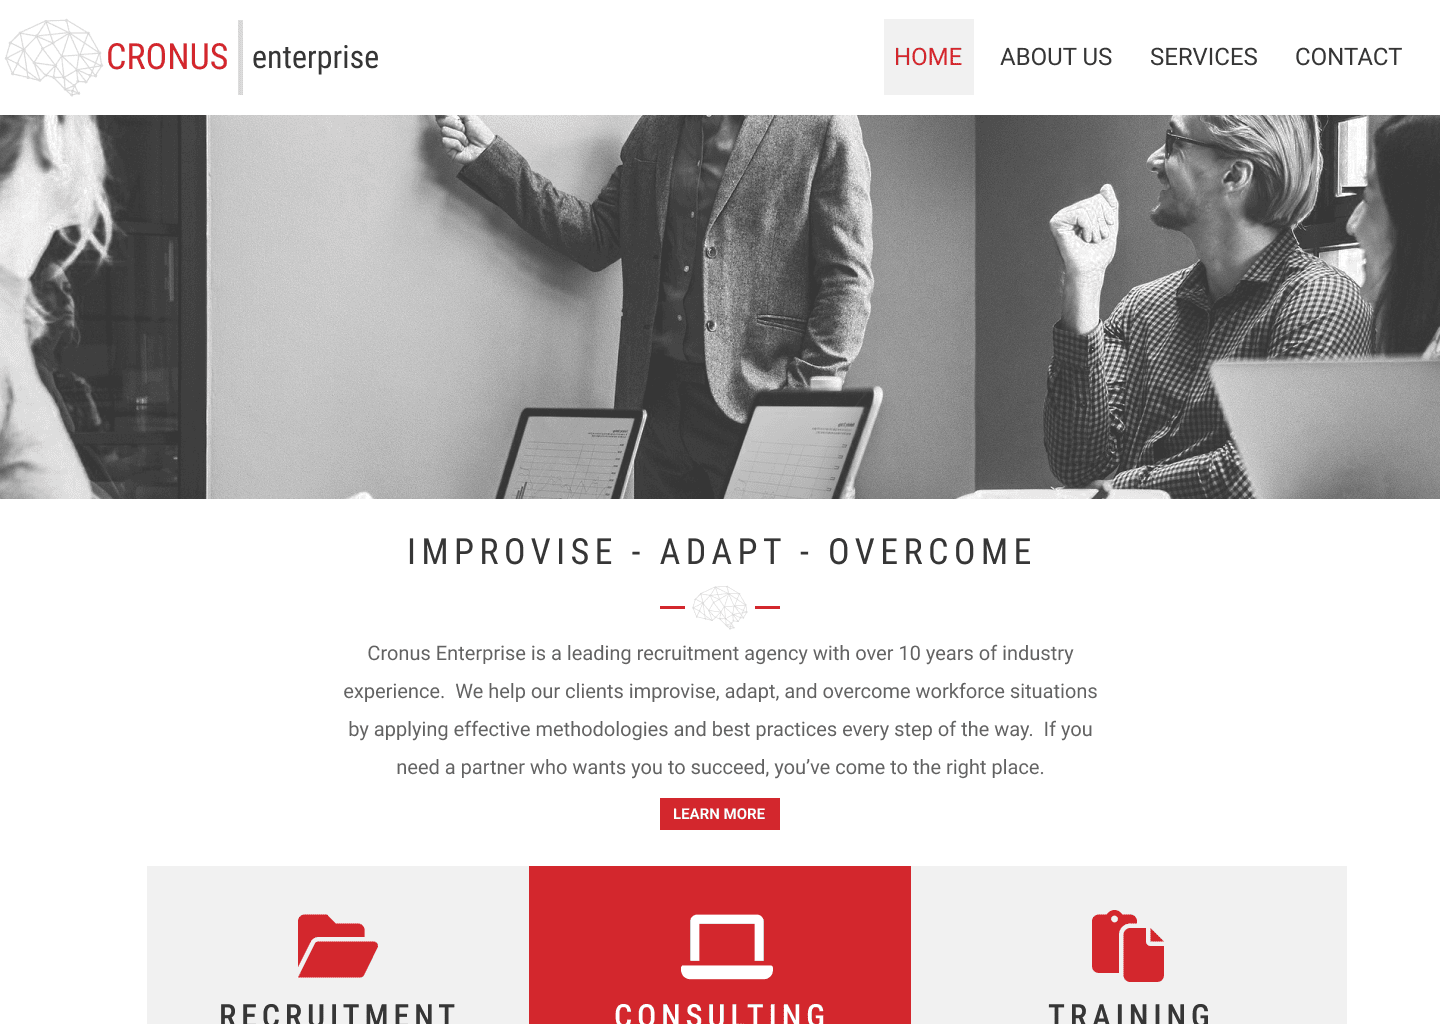 CRONUS enterprise
HOME ABOUT US SERVICES CONTACT
IMPROVISE - ADAPT - OVERCOME
Cronus Enterprise is a leading recruitment agency with over 10 years of industry
experience.  We help our clients improvise, adapt, and overcome workforce situations
by applying effective methodologies and best practices every step of the way.  If you
need a partner who wants you to succeed, you’ve come to the right place.
LEARN MORE
RECRUITMENT
CONSULTING
TRAINING